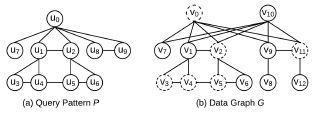 u0
v0 v10
u7 u1 u2 u8 u9
v7 v1 v2 v9 v11
u3 u4 u5 u6
v3 v4 v5 v6 v8 v12
(a) Query Pattern P
(b) Data Graph G